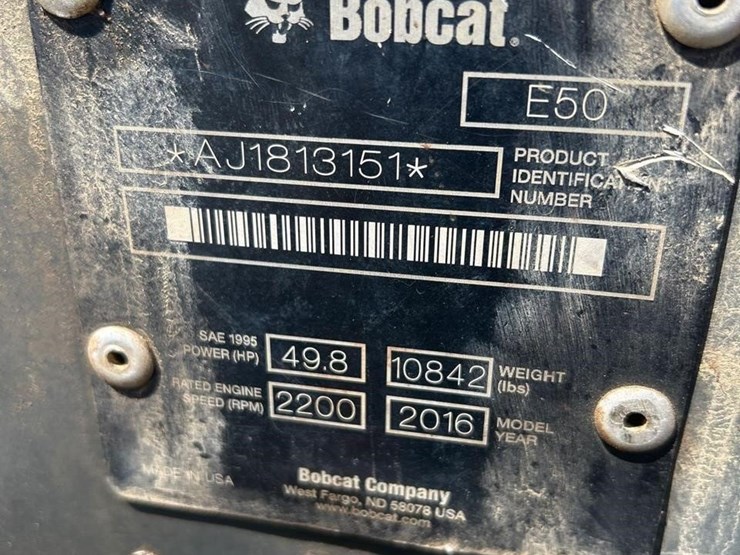 Bobcat.
E50
*AJ1813151*
PRODUCT
NUMBER
SAE 1995
POWER (HP)
49.8
10842
WEIGHT
(lbs)
RATED ENGINE
SPEED (RPM)
2200
2016
MODEL
YEAR
MADE IN USA
Bobcat Company
West Fargo, ND 58078 USA
www.bobcat.com